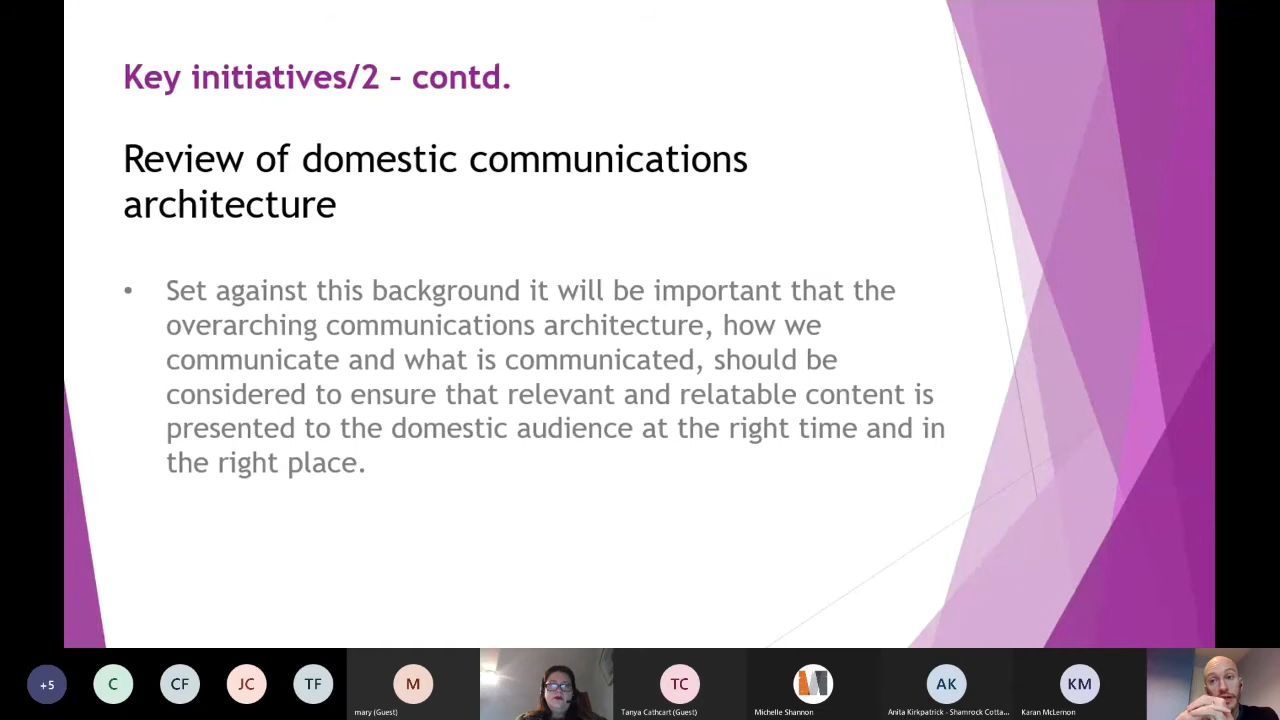 Key initiatives/2 – contd.
Review of domestic communications
architecture
• Set against this background it will be important that the
overarching communications architecture, how we
communicate and what is communicated, should be
considered to ensure that relevant and relatable content is
presented to the domestic audience at the right time and in
the right place.
+5
C
CF
JC
TF
M
TC
AK
KM
mary (Guest)
Tanya Cathcart (Guest)
Michelle Shannon
Anita Kirkpatrick - Shamrock Cotta...
Karan McLernon